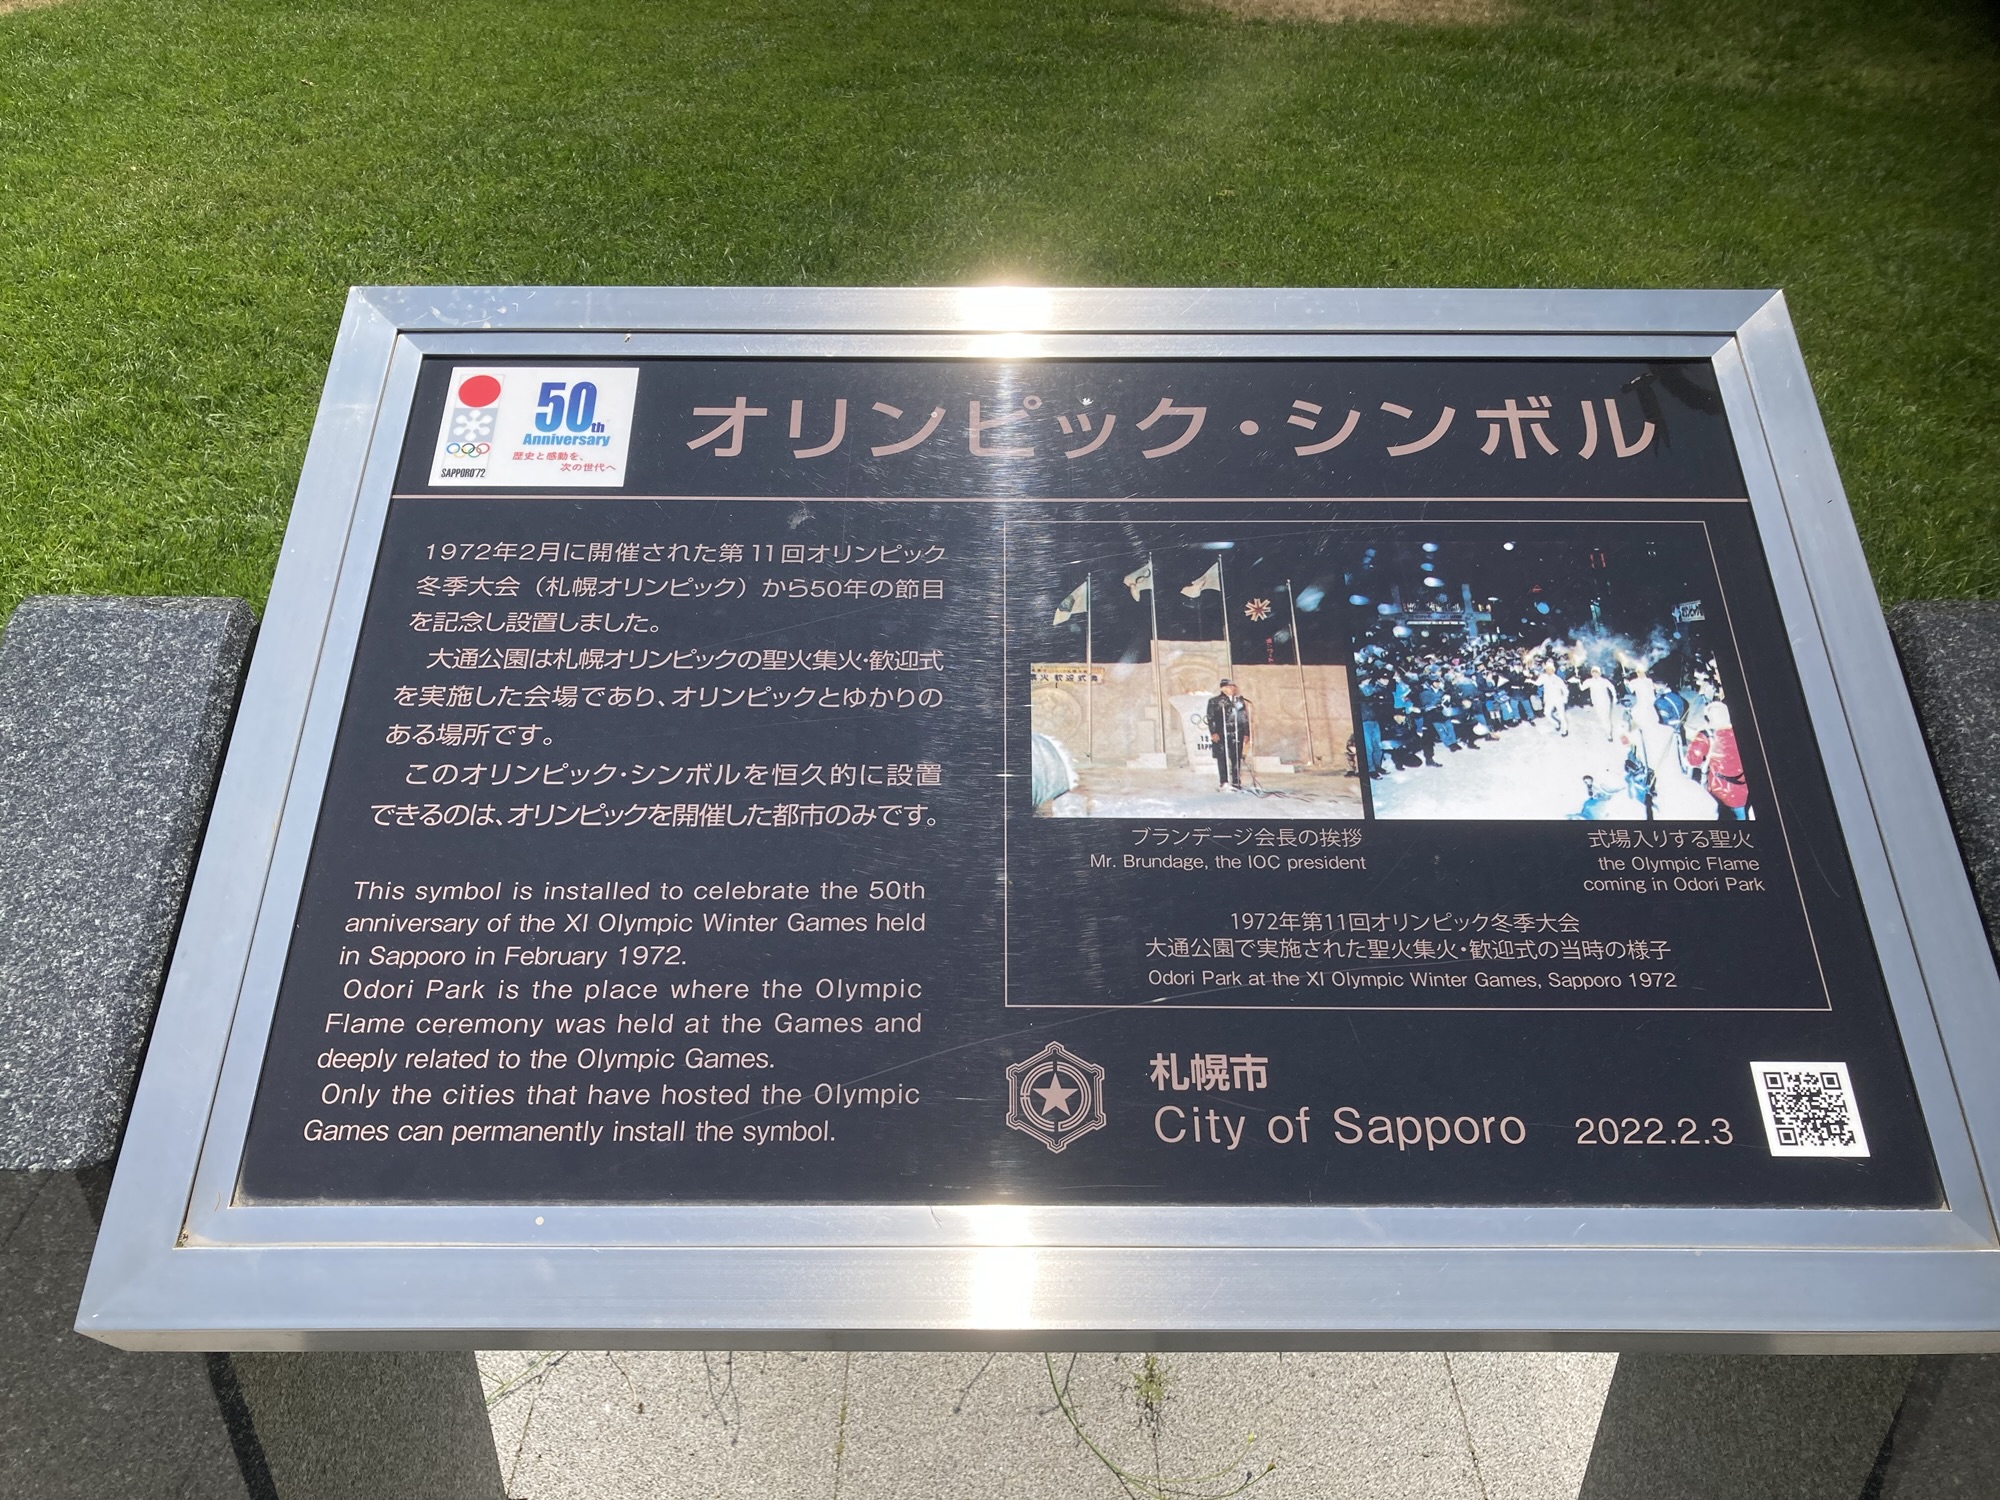 SAPPORO'72
50th
Anniversary
歴史と感動を、
次の世代へ
オリンピック・シンボル
1972年2月に開催された第11回オリンピック
冬季大会（札幌オリンピック）から50年の節目
を記念し設置しました。
大通公園は札幌オリンピックの聖火集火・歓迎式
を実施した会場であり、オリンピックとゆかりの
ある場所です。
このオリンピック・シンボルを恒久的に設置
できるのは、オリンピックを開催した都市のみです。
This symbol is installed to celebrate the 50th
anniversary of the XI Olympic Winter Games held
in Sapporo in February 1972.
Odori Park is the place where the Olympic
Flame ceremony was held at the Games and
deeply related to the Olympic Games.
Only the cities that have hosted the Olympic
Games can permanently install the symbol.
ブランデージ会長の挨拶
Mr. Brundage, the IOC president
式場入りする聖火
the Olympic Flame
coming in Odori Park
1972年第11回オリンピック冬季大会
大通公園で実施された聖火集火・歓迎式の当時の様子
Odori Park at the XI Olympic Winter Games, Sapporo 1972
札幌市
City of Sapporo 2022.2.3